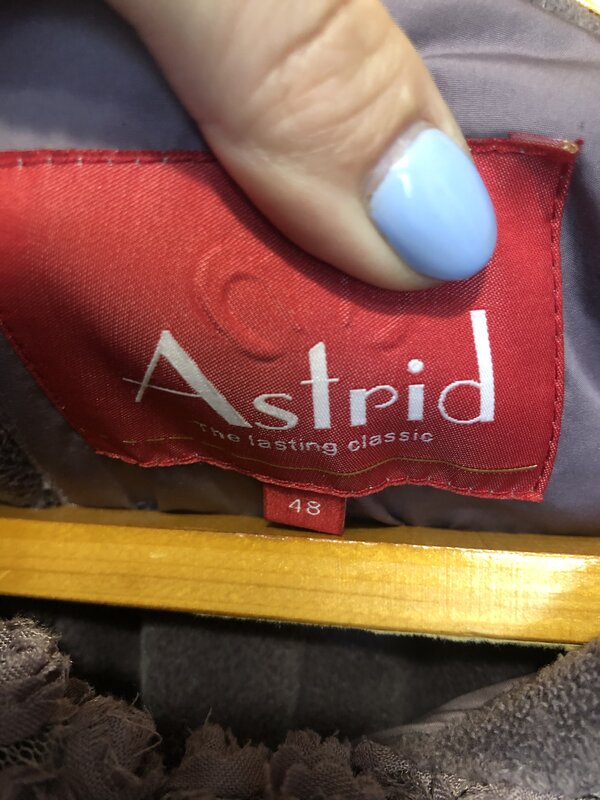 Astrid
The lasting classic
48